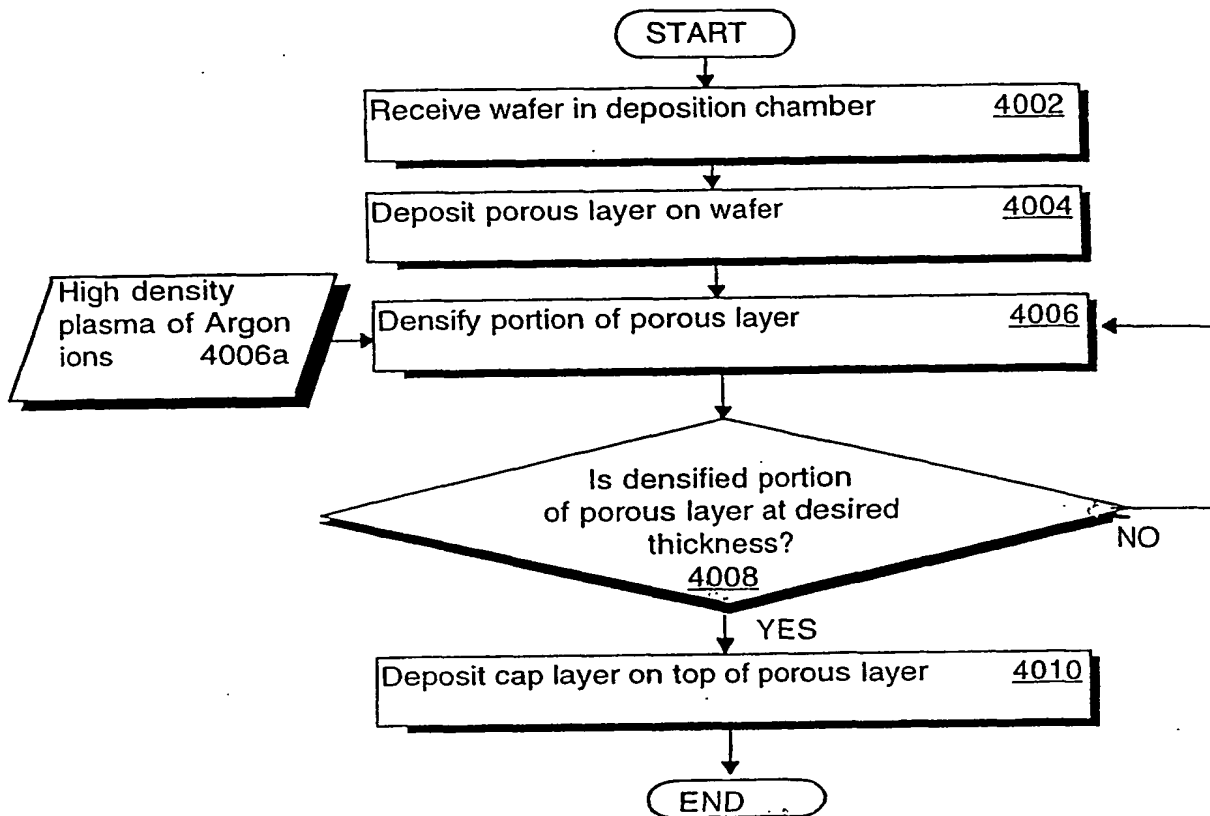 START
Receive wafer in deposition chamber 4002
Deposit porous layer on wafer 4004
High density
plasma of Argon
ions 4006a
Densify portion of porous layer 4006
Is densified portion
of porous layer at desired
thickness?
4008
NO
YES
Deposit cap layer on top of porous layer 4010
END